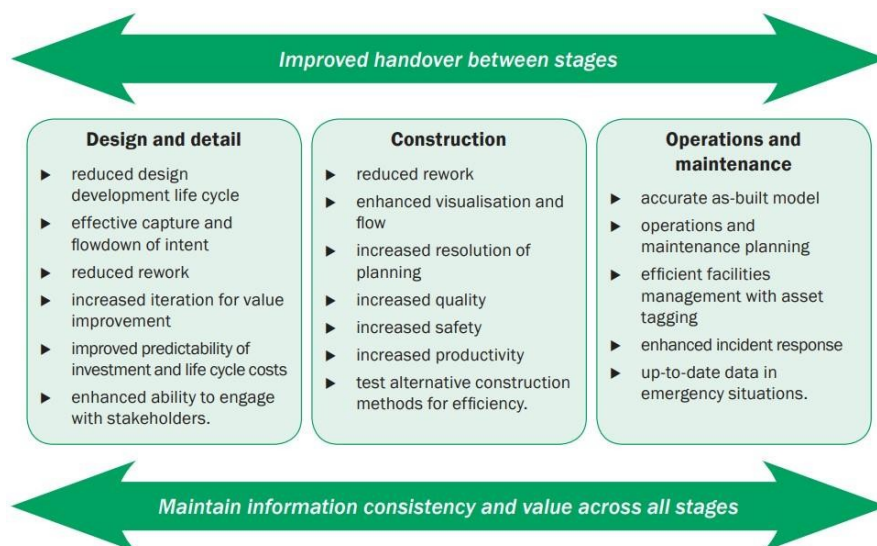 Improved handover between stages
Design and detail
► reduced design
development life cycle
► effective capture and
flowdown of intent
► reduced rework
► increased iteration for value
improvement
► improved predictability of
investment and life cycle costs
► enhanced ability to engage
with stakeholders.
Construction
► reduced rework
► enhanced visualisation and
flow
► increased resolution of
planning
► increased quality
► increased safety
► increased productivity
► test alternative construction
methods for efficiency.
Operations and
maintenance
► accurate as-built model
► operations and
maintenance planning
► efficient facilities
management with asset
tagging
► enhanced incident response
► up-to-date data in
emergency situations.
Maintain information consistency and value across all stages